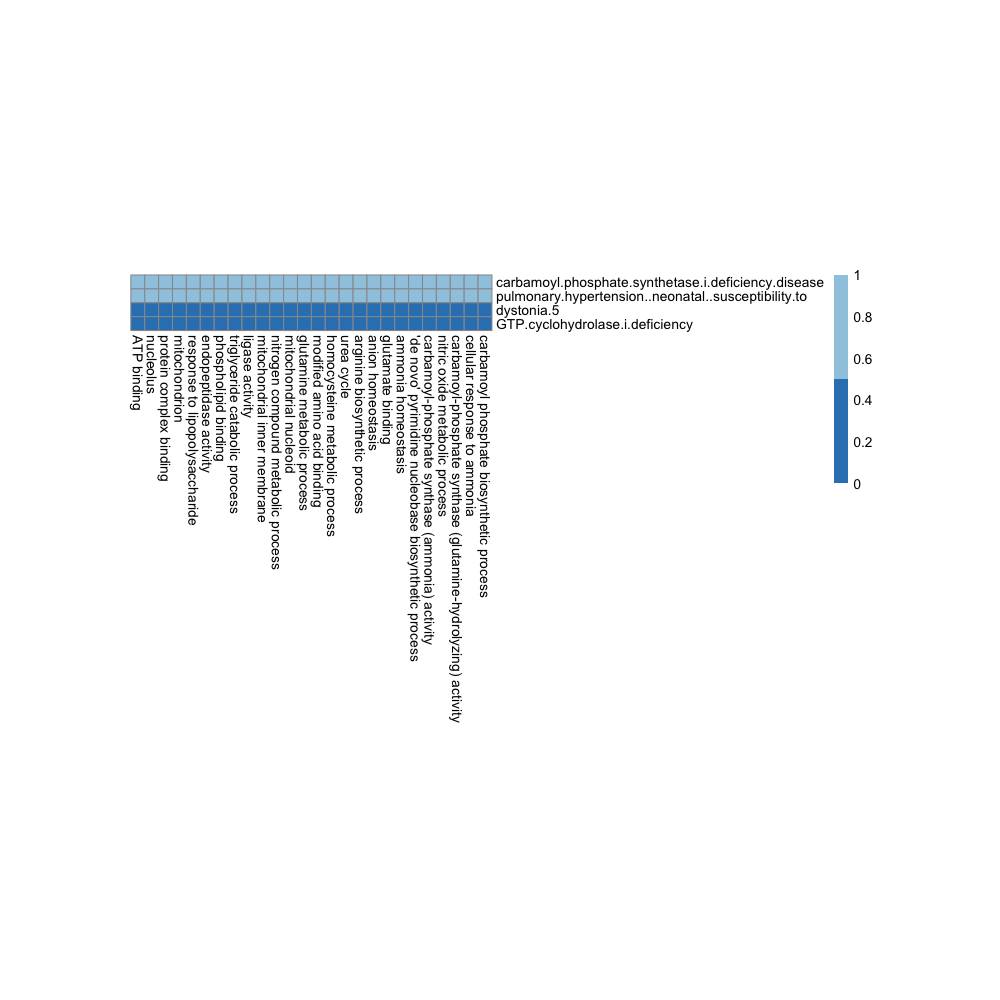 carbamoyl.phosphate.synthetase.i.deficiency.disease
pulmonary.hypertension..neonatal..susceptibility.to
dystonia.5
GTP.cyclohydrolase.i.deficiency
1
0.8
0.6
0.4
0.2
0
ATP binding
nucleolus
protein complex binding
mitochondrion
response to lipopolysaccharide
endopeptidase activity
phospholipid binding
triglyceride catabolic process
ligase activity
mitochondrial inner membrane
nitrogen compound metabolic process
mitochondrial nucleoid
glutamine metabolic process
modified amino acid binding
homocysteine metabolic process
urea cycle
arginine biosynthetic process
anion homeostasis
glutamate binding
ammonia homeostasis
'de novo' pyrimidine nucleobase biosynthetic process
carbamoyl-phosphate synthase (ammonia) activity
nitric oxide metabolic process
carbamoyl-phosphate synthase (glutamine-hydrolyzing) activity
cellular response to ammonia
carbamoyl phosphate biosynthetic process